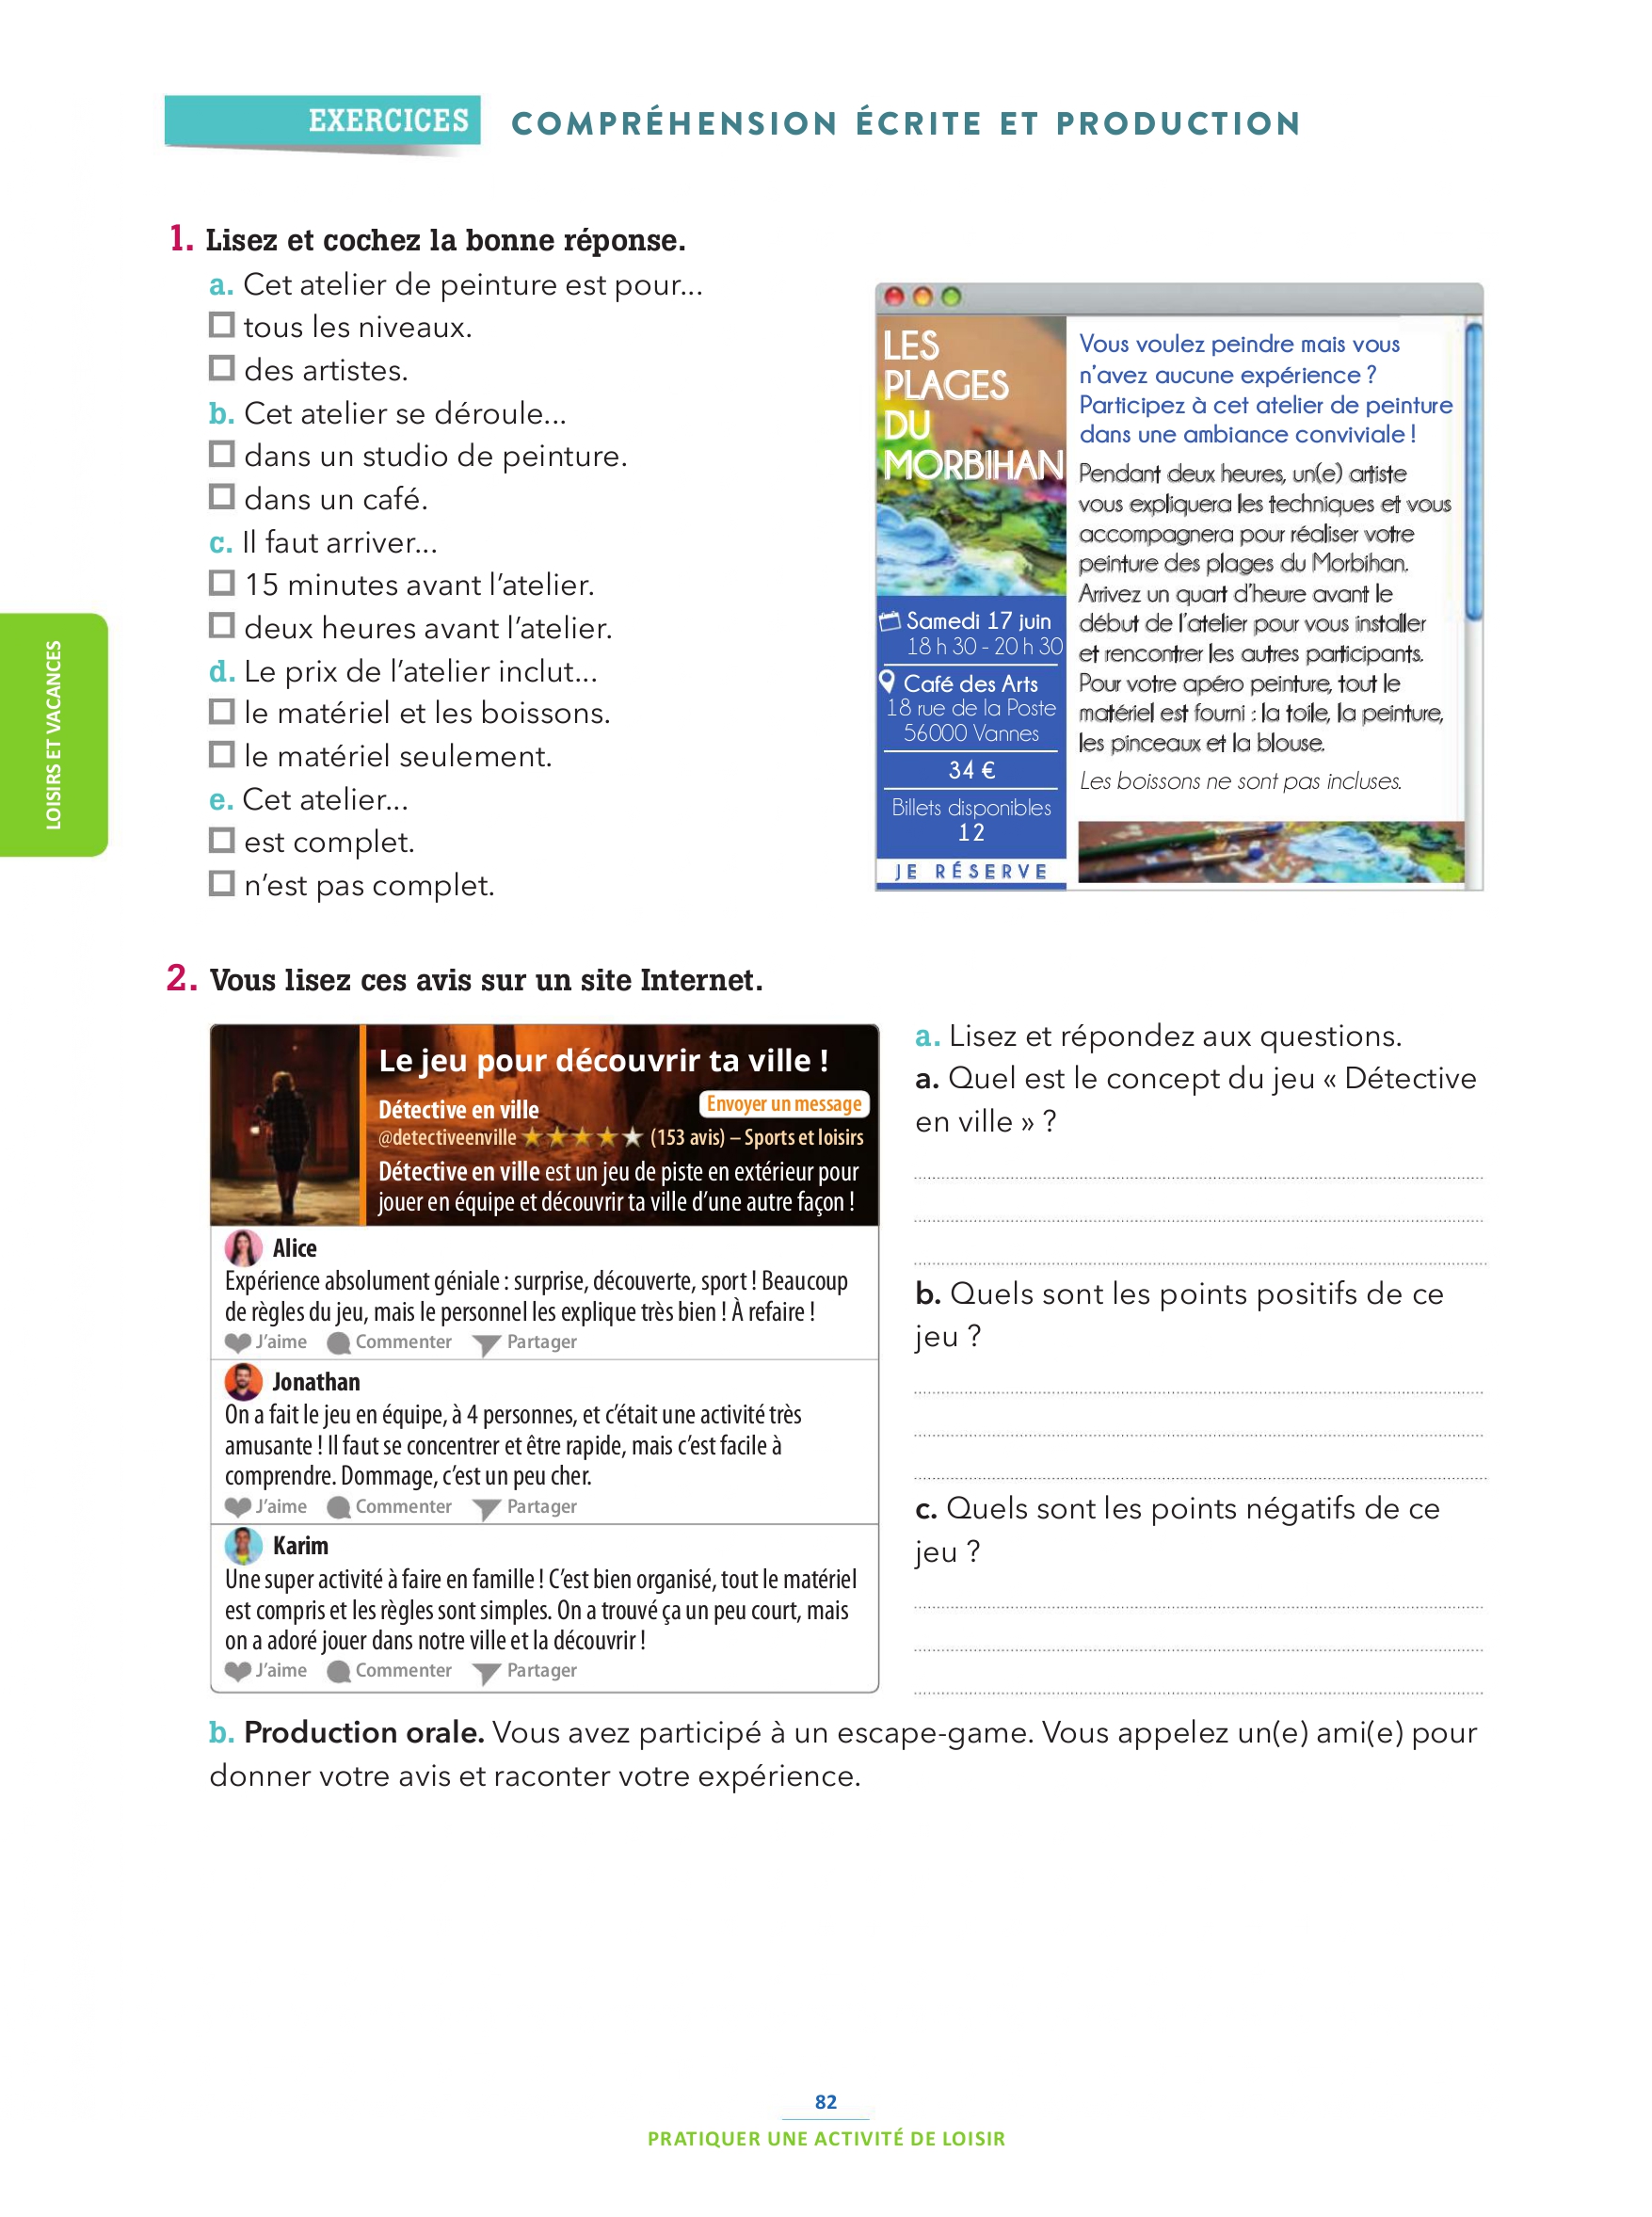 EXERCICES
COMPRÉHENSION ÉCRITE ET PRODUCTION
1. Lisez et cochez la bonne réponse.
a. Cet atelier de peinture est pour...
tous les niveaux.
des artistes.
b. Cet atelier se déroule...
dans un studio de peinture.
dans un café.
c. Il faut arriver...
15 minutes avant l'atelier.
deux heures avant l'atelier.
d. Le prix de l'atelier inclut...
le matériel et les boissons.
le matériel seulement.
e. Cet atelier...
est complet.
n'est pas complet.
LES
PLAGES
DU
MORBIHAN
Samedi 17 juin
18 h 30 - 20 h 30
Café des Arts
18 rue de la Poste
56000 Vannes
34 €
Billets disponibles
12
JE RÉSERVE
Vous voulez peindre mais vous
n'avez aucune expérience ?
Participez à cet atelier de peinture
dans une ambiance conviviale !
Pendant deux heures, un(e) artiste
vous expliquera les techniques et vous
accompagnera pour réaliser votre
peinture des plages du Morbihan.
Arrivez un quart d'heure avant le
début de l'atelier pour vous installer
et rencontrer les autres participants.
Pour votre apéro peinture, tout le
matériel est fourni : la toile, la peinture,
les pinceaux et la blouse.
Les boissons ne sont pas incluses.
LOISIRS ET VACANCES
2. Vous lisez ces avis sur un site Internet.
Le jeu pour découvrir ta ville !
Détective en ville
Envoyer un message
@detectiveenville (153 avis) – Sports et loisirs
Détective en ville est un jeu de piste en extérieur pour
jouer en équipe et découvrir ta ville d'une autre façon !
Alice
Expérience absolument géniale : surprise, découverte, sport ! Beaucoup
de règles du jeu, mais le personnel les explique très bien ! À refaire !
J'aime Commenter Partager
Jonathan
On a fait le jeu en équipe, à 4 personnes, et c'était une activité très
amusante ! Il faut se concentrer et être rapide, mais c'est facile à
comprendre. Dommage, c'est un peu cher.
J'aime Commenter Partager
Karim
Une super activité à faire en famille ! C'est bien organisé, tout le matériel
est compris et les règles sont simples. On a trouvé ça un peu court, mais
on a adoré jouer dans notre ville et la découvrir !
J'aime Commenter Partager
a. Lisez et répondez aux questions.
a. Quel est le concept du jeu « Détective
en ville » ?
b. Quels sont les points positifs de ce
jeu ?
c. Quels sont les points négatifs de ce
jeu ?
b. Production orale. Vous avez participé à un escape-game. Vous appelez un(e) ami(e) pour
donner votre avis et raconter votre expérience.
82
PRATIQUER UNE ACTIVITÉ DE LOISIR